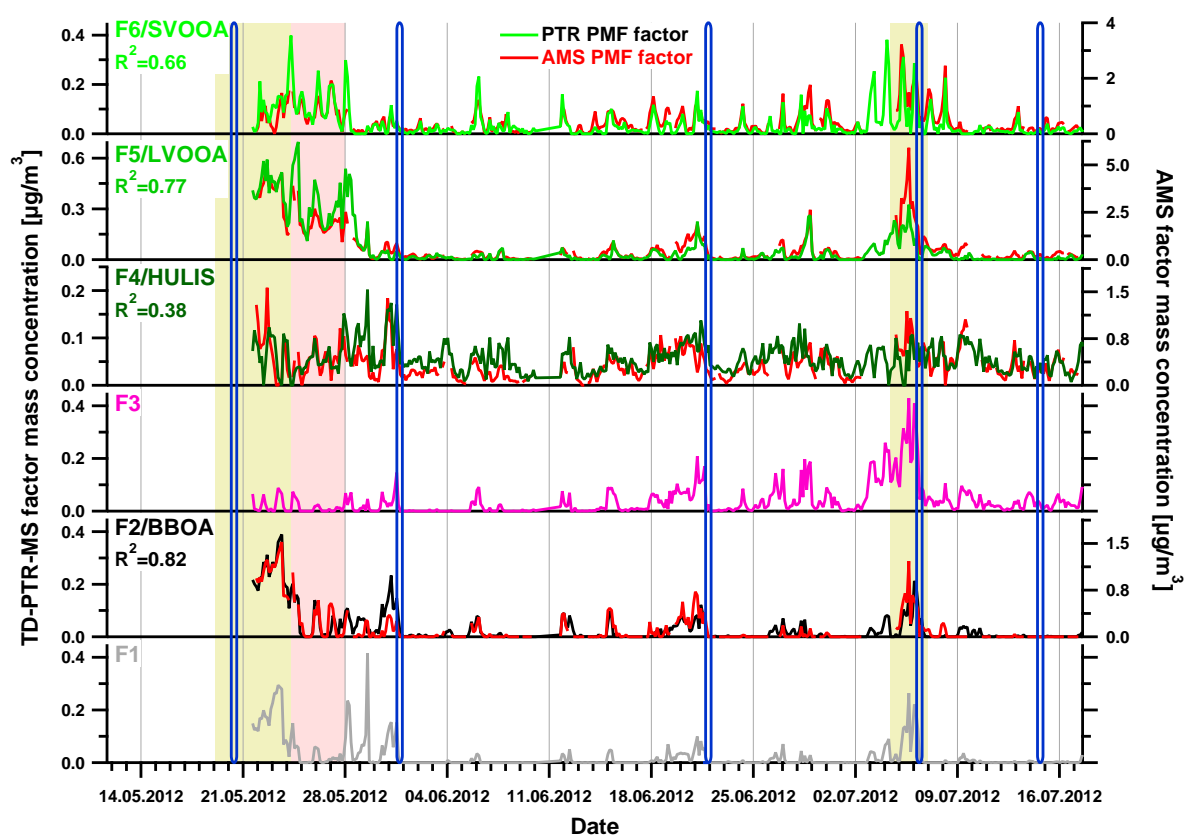 PTR PMF factor
AMS PMF factor
F6/SVOOA
R²=0.66
0.4
0.2
0.0
4
2
0
F5/LVOOA
R²=0.77
0.6
0.3
0.0
5.0
2.5
0.0
F4/HULIS
R²=0.38
0.2
0.1
0.0
1.5
0.8
0.0
F3
0.4
0.2
0.0
F2/BBOA
R²=0.82
0.4
0.2
0.0
1.5
0.8
0.0
F1
0.4
0.2
0.0
TD-PTR-MS factor mass concentration [µg/m³]
AMS factor mass concentration [µg/m³]
14.05.2012 21.05.2012 28.05.2012 04.06.2012 11.06.2012 18.06.2012 25.06.2012 02.07.2012 09.07.2012 16.07.2012
Date